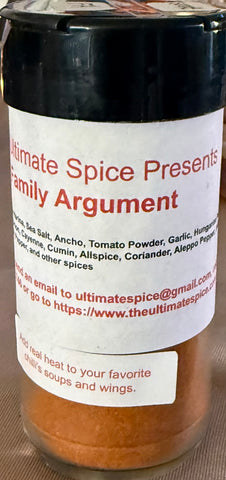 ltimate Spice Presents
Family Argument
Sea Salt, Ancho, Tomato Powder, Garlic,
Cayenne, Cumin, Allspice, Coriander, Aleppo Pepper,
and other spices
an email to ultimatespice@gmail.com
or go to https://www.theultimatespice.
Add real heat to your favorite
chili's soups and wings.